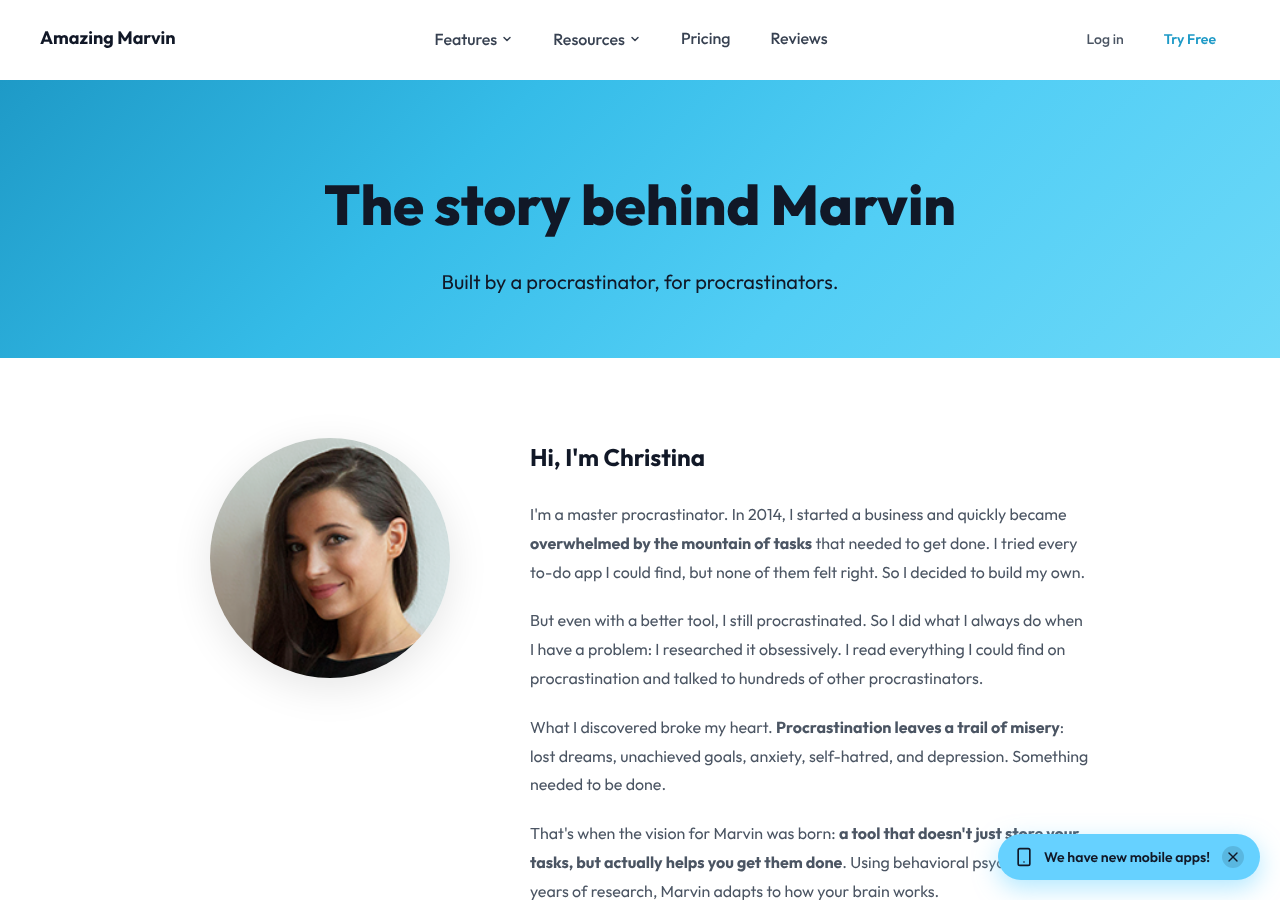 Amazing Marvin
Features
Resources
Pricing
Reviews
Log in
Try Free
The story behind Marvin
Built by a procrastinator, for procrastinators.
Hi, I'm Christina
I'm a master procrastinator. In 2014, I started a business and quickly became
overwhelmed by the mountain of tasks that needed to get done. I tried every
to-do app I could find, but none of them felt right. So I decided to build my own.
But even with a better tool, I still procrastinated. So I did what I always do when
I have a problem: I researched it obsessively. I read everything I could find on
procrastination and talked to hundreds of other procrastinators.
What I discovered broke my heart. Procrastination leaves a trail of misery:
lost dreams, unachieved goals, anxiety, self-hatred, and depression. Something
needed to be done.
That's when the vision for Marvin was born: a tool that doesn't just store your
tasks, but actually helps you get them done. Using behavioral
years of research, Marvin adapts to how your brain works.
We have new mobile apps!